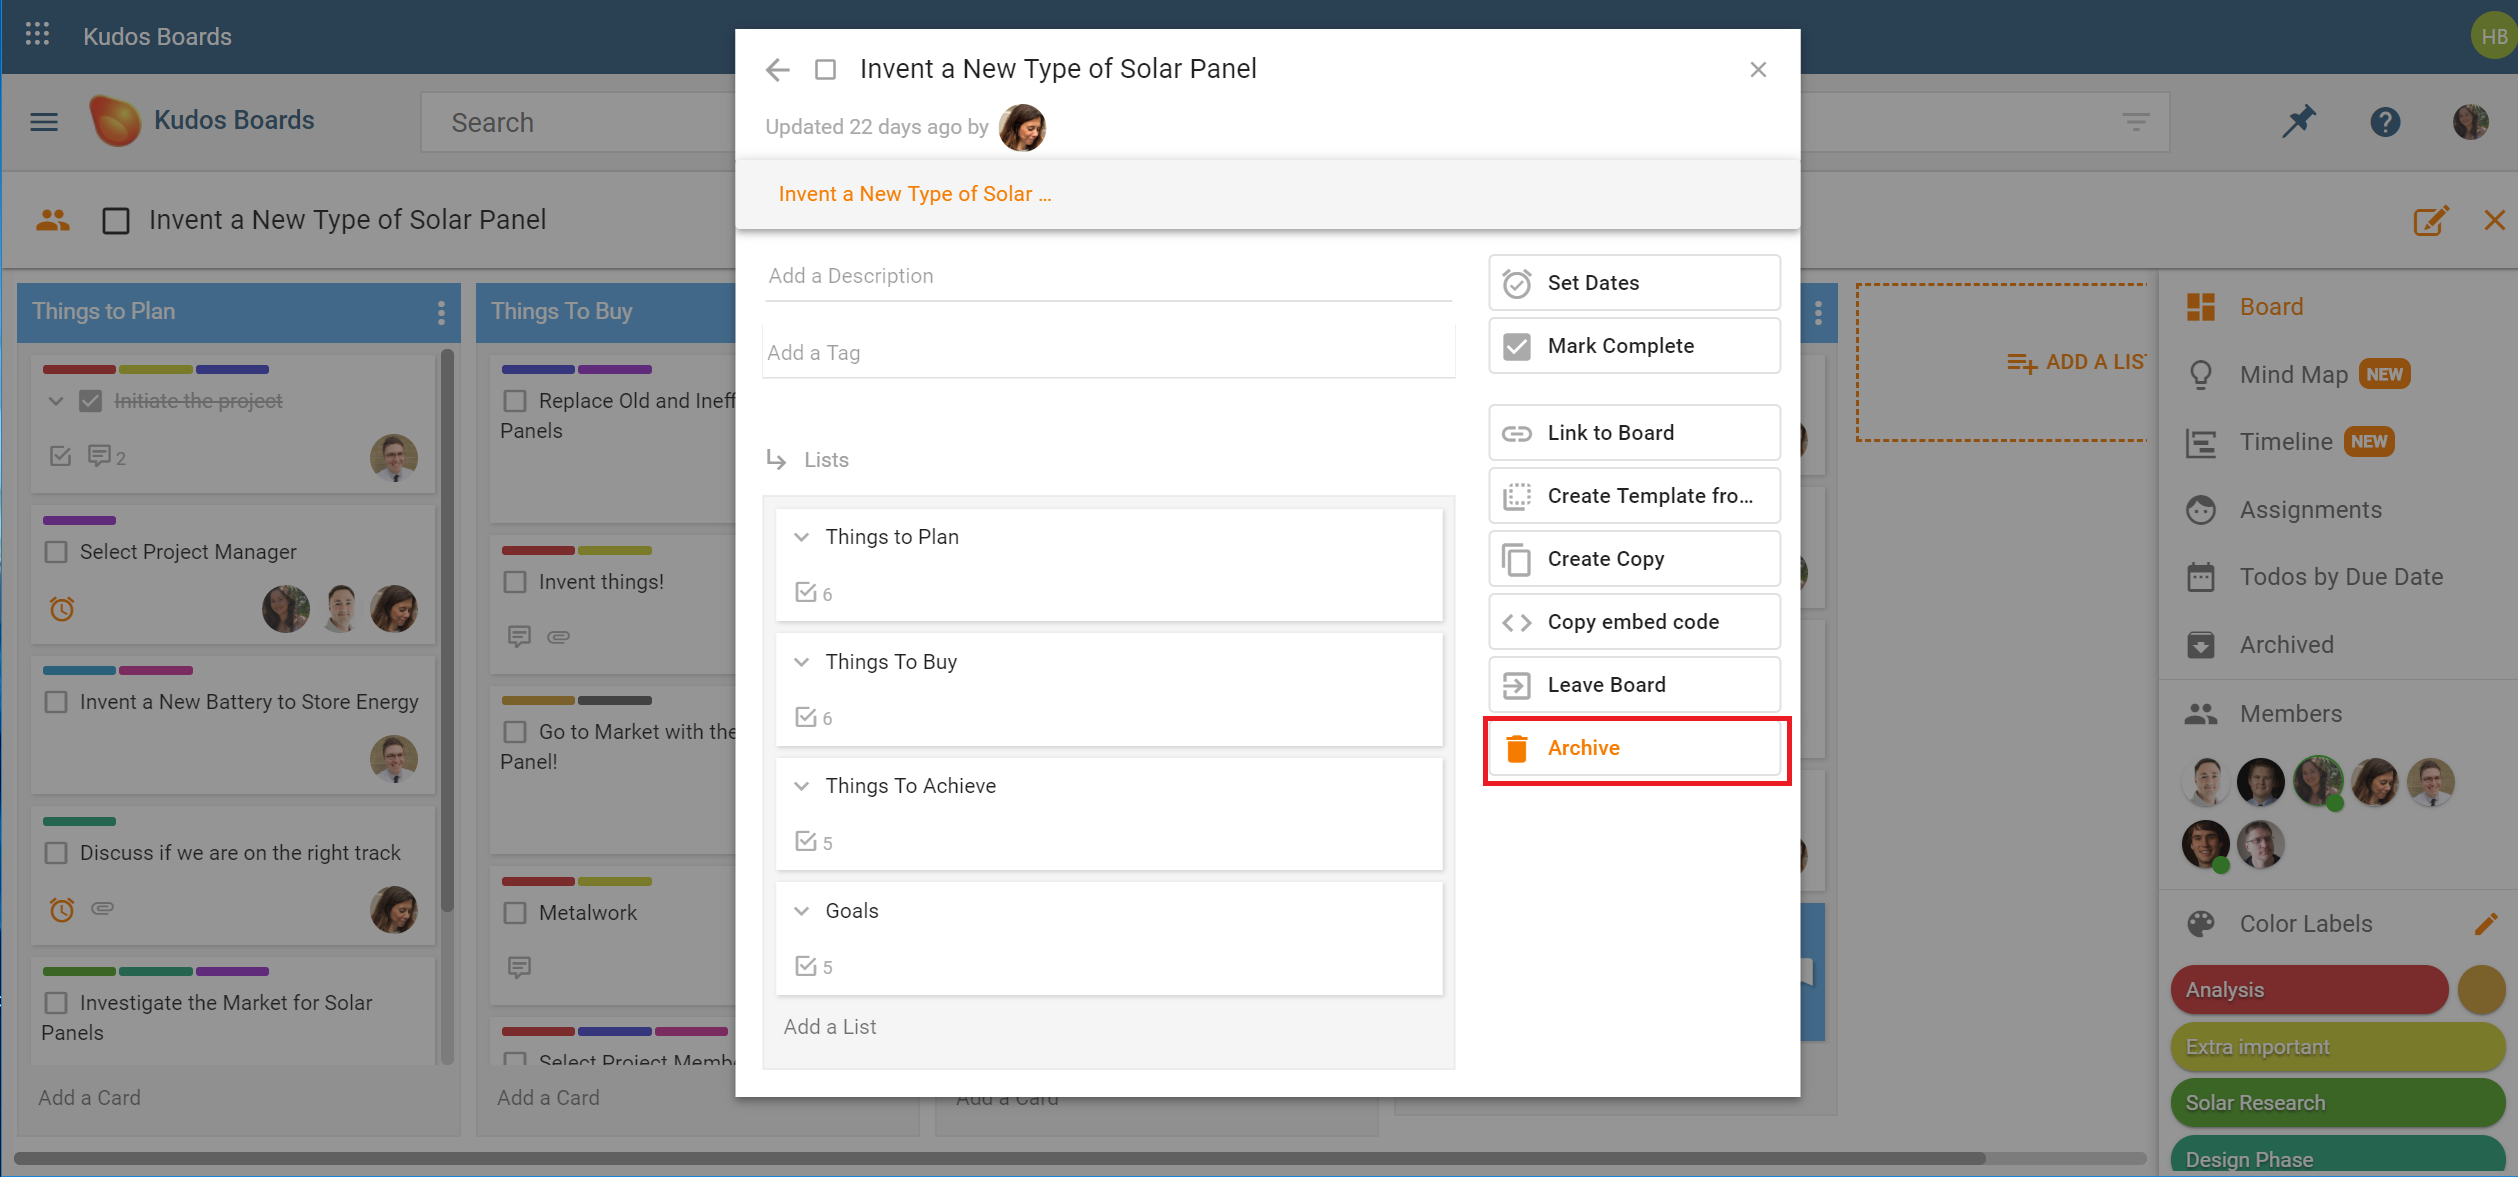 Kudos Boards
HB
Kudos Boards
Search
Invent a New Type of Solar Panel
Things to Plan
Initiate the project
2
Select Project Manager
Invent a New Battery to Store Energy
Discuss if we are on the right track
Investigate the Market for Solar
Panels
Add a Card
Things To Buy
Replace Old and Ineff
Panels
Invent things!
Go to Market with the
Panel!
Metalwork
Select Project Memb
Add a Card
Add a Card
Invent a New Type of Solar Panel
Updated 22 days ago by
Invent a New Type of Solar ...
Add a Description
Add a Tag
Lists
Things to Plan
6
Things To Buy
6
Things To Achieve
5
Goals
5
Add a List
Set Dates
Mark Complete
Link to Board
Create Template fro...
Create Copy
Copy embed code
Leave Board
Archive
ADD A LIS
Board
Mind Map NEW
Timeline NEW
Assignments
Todos by Due Date
Archived
Members
Color Labels
Analysis
Extra important
Solar Research
Design Phase